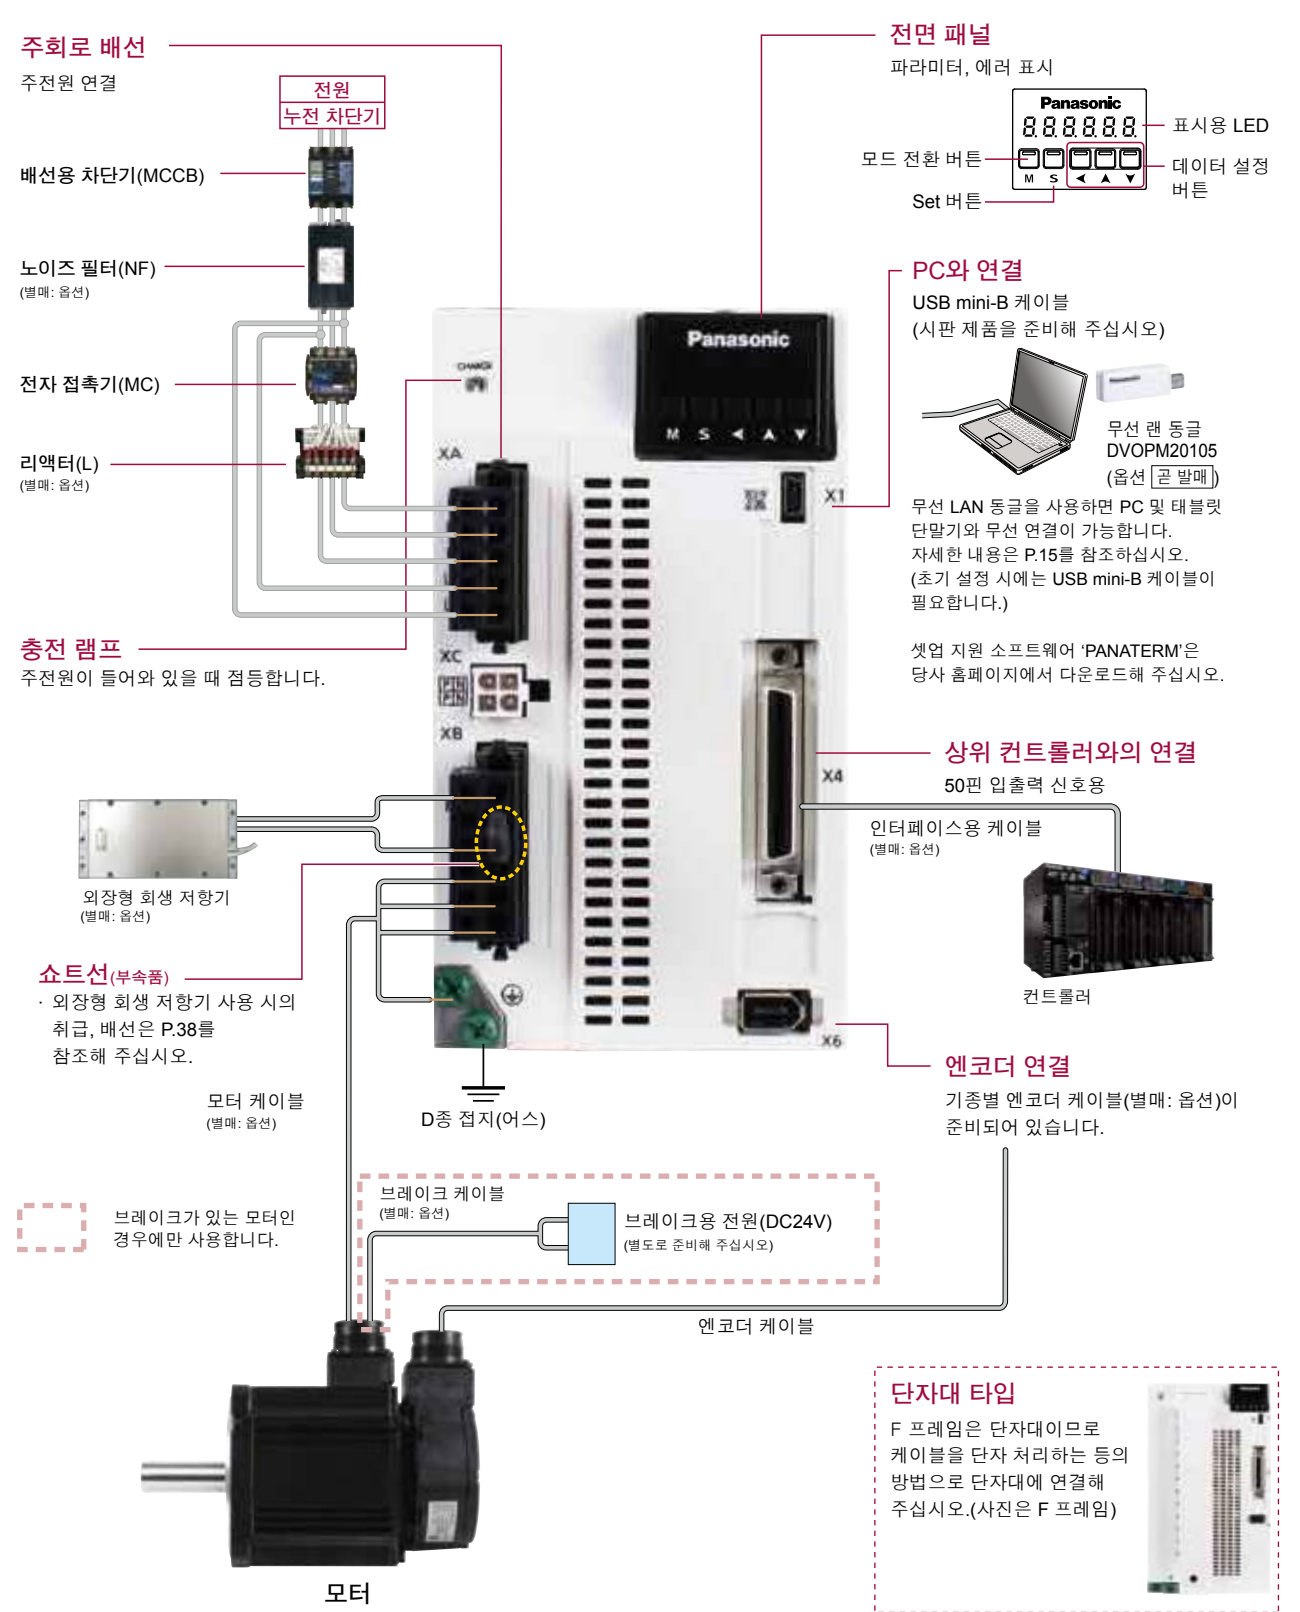 주회로 배선
주전원 연결
전원
누전 차단기
배선용 차단기(MCCB)
노이즈 필터(NF)
(별매: 옵션)
전자 접촉기(MC)
리액터(L)
(별매: 옵션)
충전 램프
주전원이 들어와 있을 때 점등합니다.
외장형 회생 저항기
(별매: 옵션)
쇼트선(부속품)
· 외장형 회생 저항기 사용 시의
취급, 배선은 P.38를
참조해 주십시오.
모터 케이블
(별매: 옵션)
D종 접지(어스)
Panasonic
M S ◄ ▲ ▼
CHARGE
XA
XC
XB
X1
X4
X6
전면 패널
파라미터, 에러 표시
Panasonic
8.8.8.8.8.8.
M S ◄ ▲ ▼
표시용 LED
모드 전환 버튼
데이터 설정
버튼
Set 버튼
PC와 연결
USB mini-B 케이블
(시판 제품을 준비해 주십시오)
무선 랜 동글
DVOPM20105
(옵션 곧 발매)
무선 LAN 동글을 사용하면 PC 및 태블릿
단말기와 무선 연결이 가능합니다.
자세한 내용은 P.15를 참조하십시오.
(초기 설정 시에는 USB mini-B 케이블이
필요합니다.)
셋업 지원 소프트웨어 ‘PANATERM’은
당사 홈페이지에서 다운로드해 주십시오.
상위 컨트롤러와의 연결
50핀 입출력 신호용
인터페이스용 케이블
(별매: 옵션)
컨트롤러
엔코더 연결
기종별 엔코더 케이블(별매: 옵션)이
준비되어 있습니다.
브레이크가 있는 모터인
경우에만 사용합니다.
브레이크 케이블
(별매: 옵션)
브레이크용 전원(DC24V)
(별도로 준비해 주십시오)
엔코더 케이블
모터
단자대 타입
F 프레임은 단자대이므로
케이블을 단자 처리하는 등의
방법으로 단자대에 연결해
주십시오.(사진은 F 프레임)